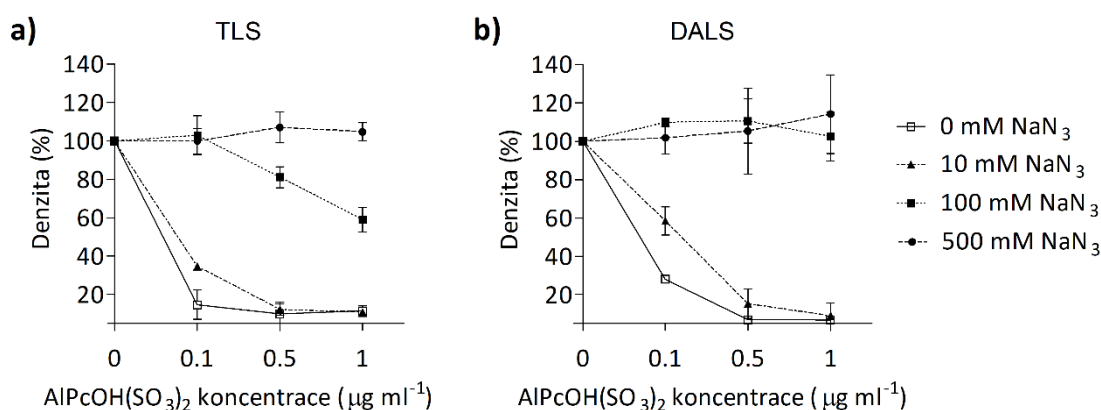 a) TLS
140
120
100
80
60
40
20
Denzita (%)
0 0.1 0.5 1
AlPcOH(SO₃)₂ koncentrace ( µg ml⁻¹)
b) DALS
140
120
100
80
60
40
20
Denzita (%)
0 0.1 0.5 1
AlPcOH(SO₃)₂ koncentrace ( µg ml⁻¹)
0 mM NaN₃
10 mM NaN₃
100 mM NaN₃
500 mM NaN₃